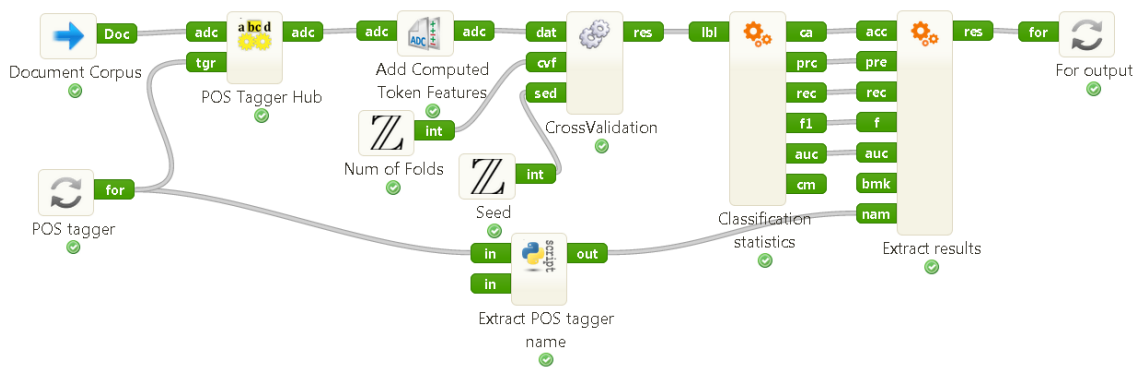 Doc
Document Corpus
adc
tgr
a b c d
adc
POS Tagger Hub
adc
ADC
adc
Add Computed
Token Features
dat
cvf
sed
res
CrossValidation
int
Num of Folds
int
Seed
for
POS tagger
in
in
script
out
Extract POS tagger
name
lbl
ca
prc
rec
f1
auc
cm
Classification
statistics
acc
pre
rec
f
auc
bmk
nam
res
Extract results
for
For output